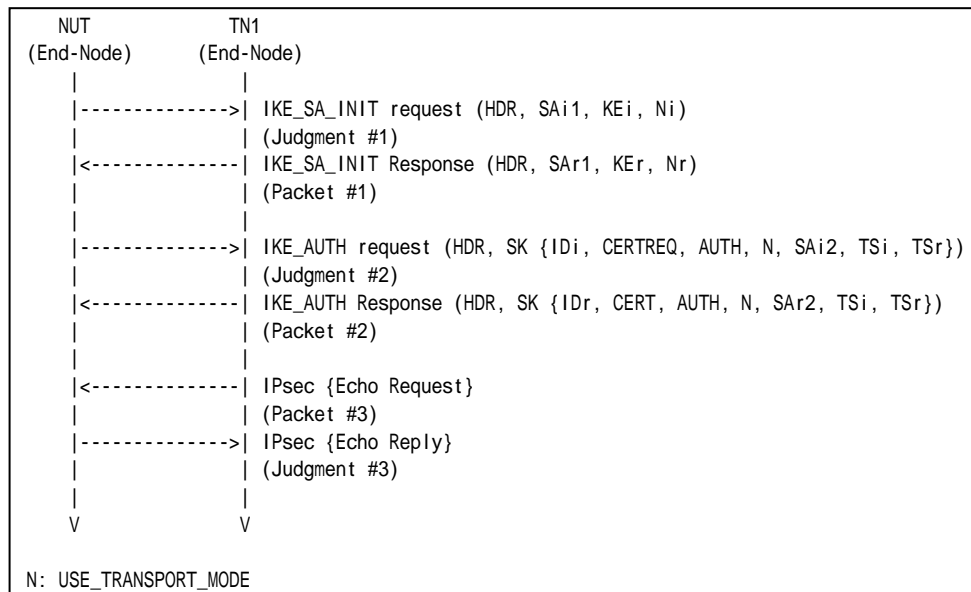 NUT TN1
(End-Node) (End-Node)
| |
|-------------->| IKE_SA_INIT request (HDR, SAi1, KEi, Ni)
| | (Judgment #1)
|<--------------| IKE_SA_INIT Response (HDR, SAr1, KEr, Nr)
| | (Packet #1)
| |
|-------------->| IKE_AUTH request (HDR, SK {IDi, CERTREQ, AUTH, N, SAi2, TSi, TSr})
| | (Judgment #2)
|<--------------| IKE_AUTH Response (HDR, SK {IDr, CERT, AUTH, N, SAr2, TSi, TSr})
| | (Packet #2)
| |
|<--------------| IPsec {Echo Request}
| | (Packet #3)
|-------------->| IPsec {Echo Reply}
| | (Judgment #3)
| |
V V
N: USE_TRANSPORT_MODE